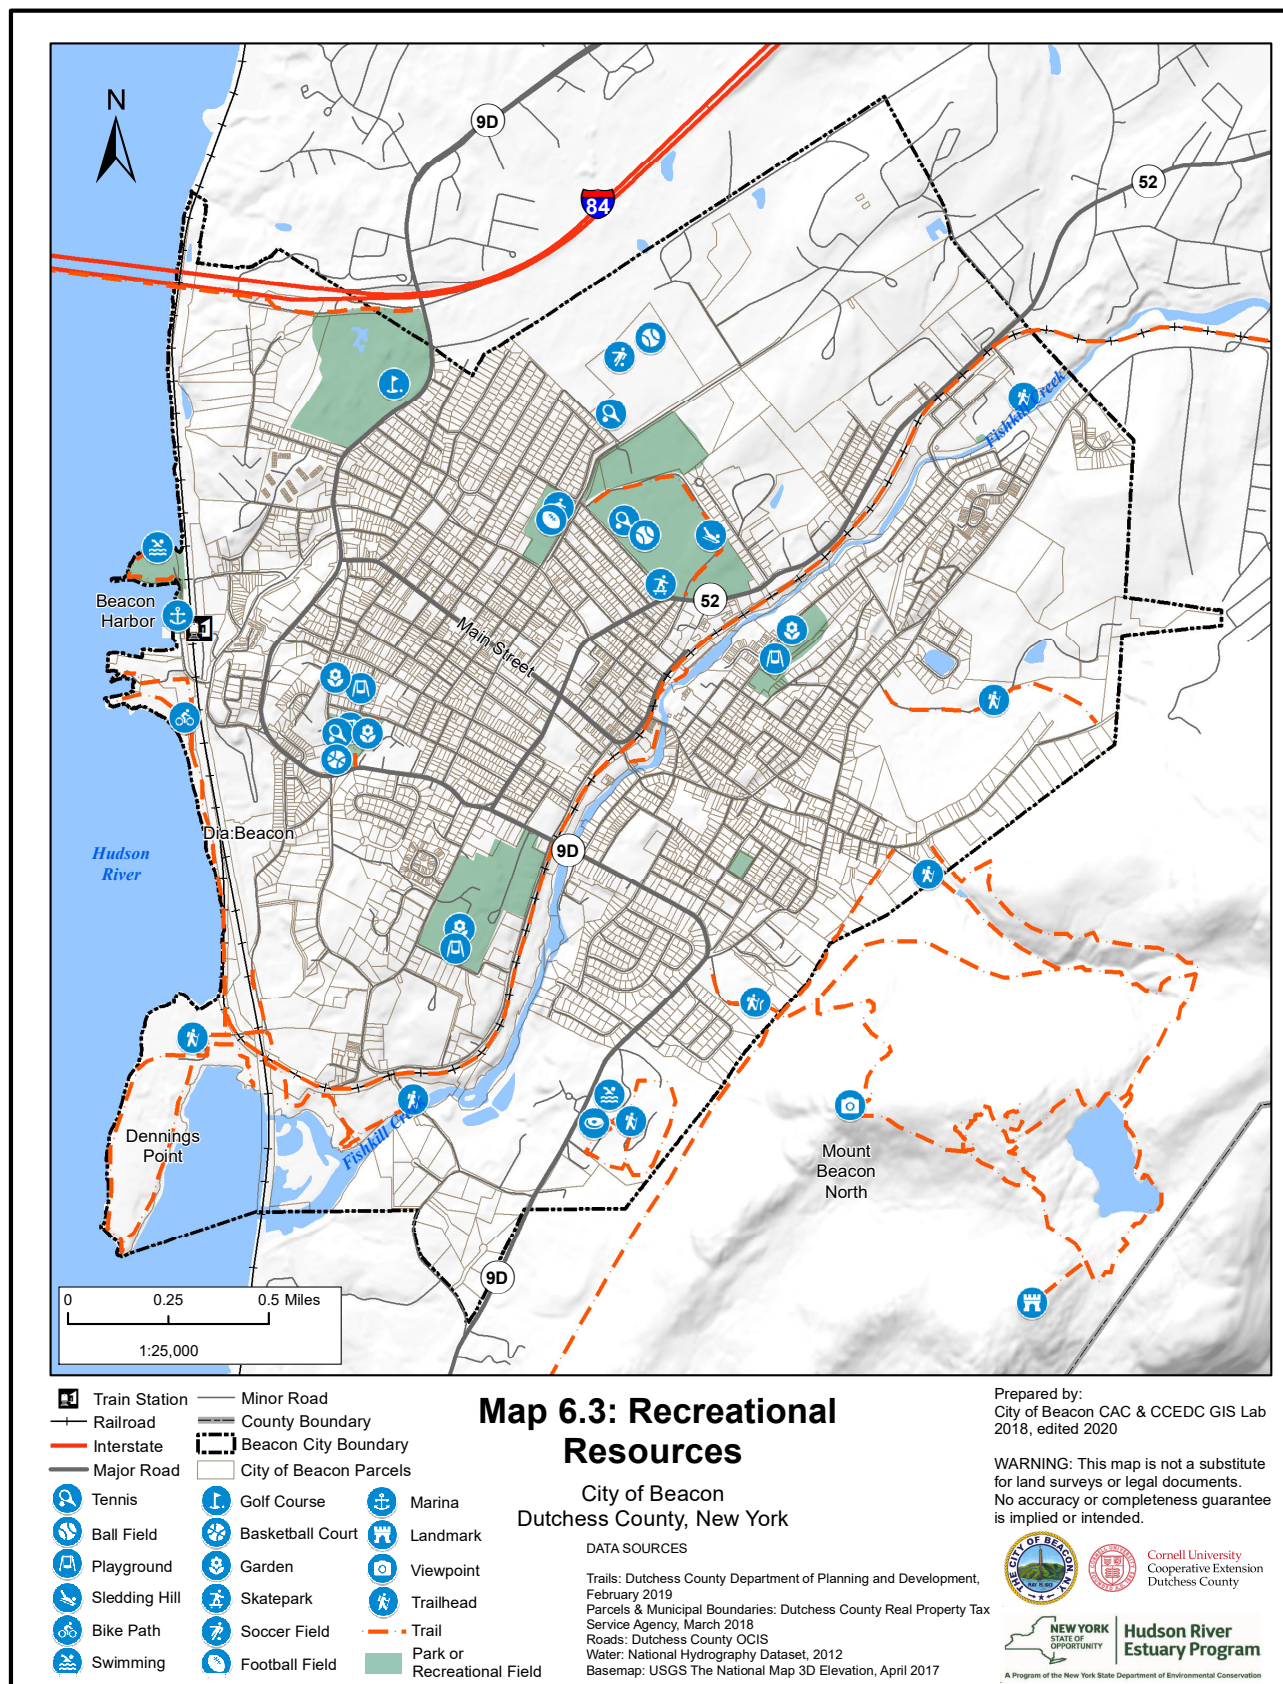 N
9D
84
52
Fishkill Creek
Beacon
Harbor
52
Main Street
Dia:Beacon
9D
Hudson
River
Dennings
Point
Fishkill Creek
Mount
Beacon
North
9D
0 0.25 0.5 Miles
1:25,000
Train Station
Railroad
Interstate
Major Road
Minor Road
County Boundary
Beacon City Boundary
City of Beacon Parcels
Tennis
Ball Field
Playground
Sledding Hill
Bike Path
Swimming
Golf Course
Basketball Court
Garden
Skatepark
Soccer Field
Football Field
Marina
Landmark
Viewpoint
Trailhead
Trail
Park or
Recreational Field
Map 6.3: Recreational
Resources
City of Beacon
Dutchess County, New York
DATA SOURCES
Trails: Dutchess County Department of Planning and Development,
February 2019
Parcels & Municipal Boundaries: Dutchess County Real Property Tax
Service Agency, March 2018
Roads: Dutchess County OCIS
Water: National Hydrography Dataset, 2012
Basemap: USGS The National Map 3D Elevation, April 2017
Prepared by:
City of Beacon CAC & CCEDC GIS Lab
2018, edited 2020
WARNING: This map is not a substitute
for land surveys or legal documents.
No accuracy or completeness guarantee
is implied or intended.
THE CITY OF BEACON, N.Y.
Cornell University
Cooperative Extension
Dutchess County
NEW YORK
STATE OF
OPPORTUNITY
Hudson River
Estuary Program
A Program of the New York State Department of Environmental Conservation